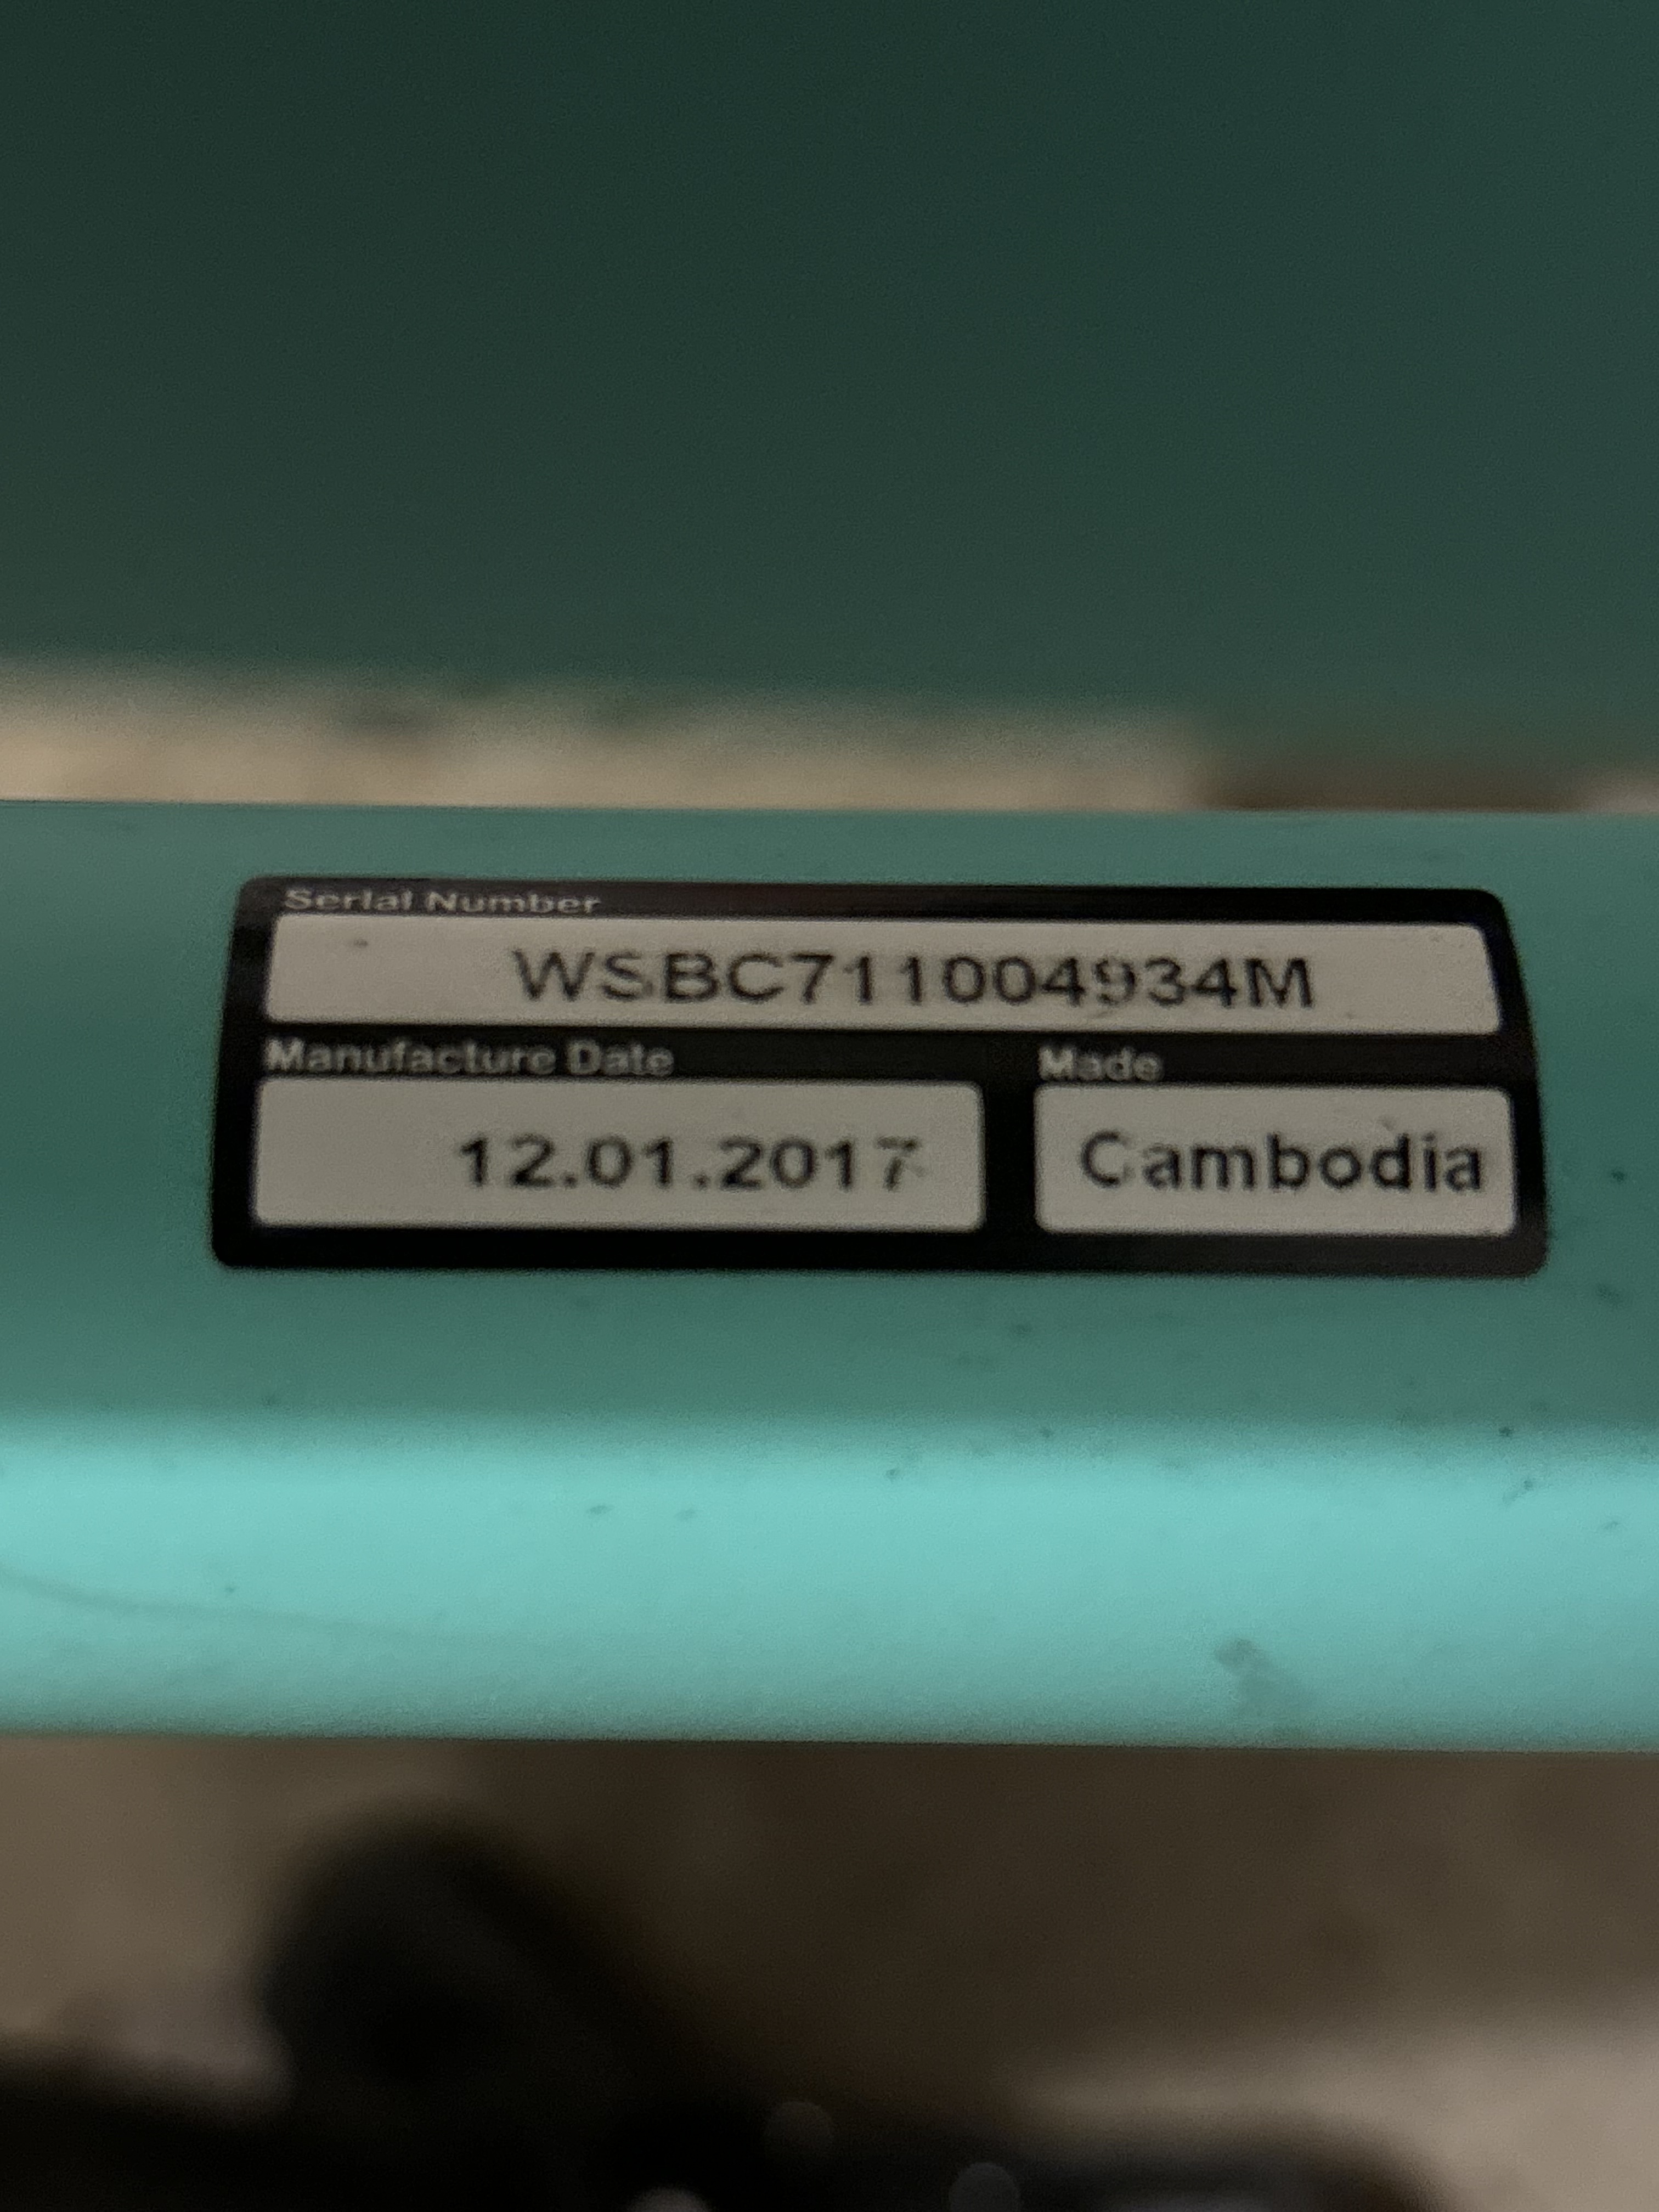 Serial Number
WSBC711004934M
Manufacture Date Made
12.01.2017 Cambodia